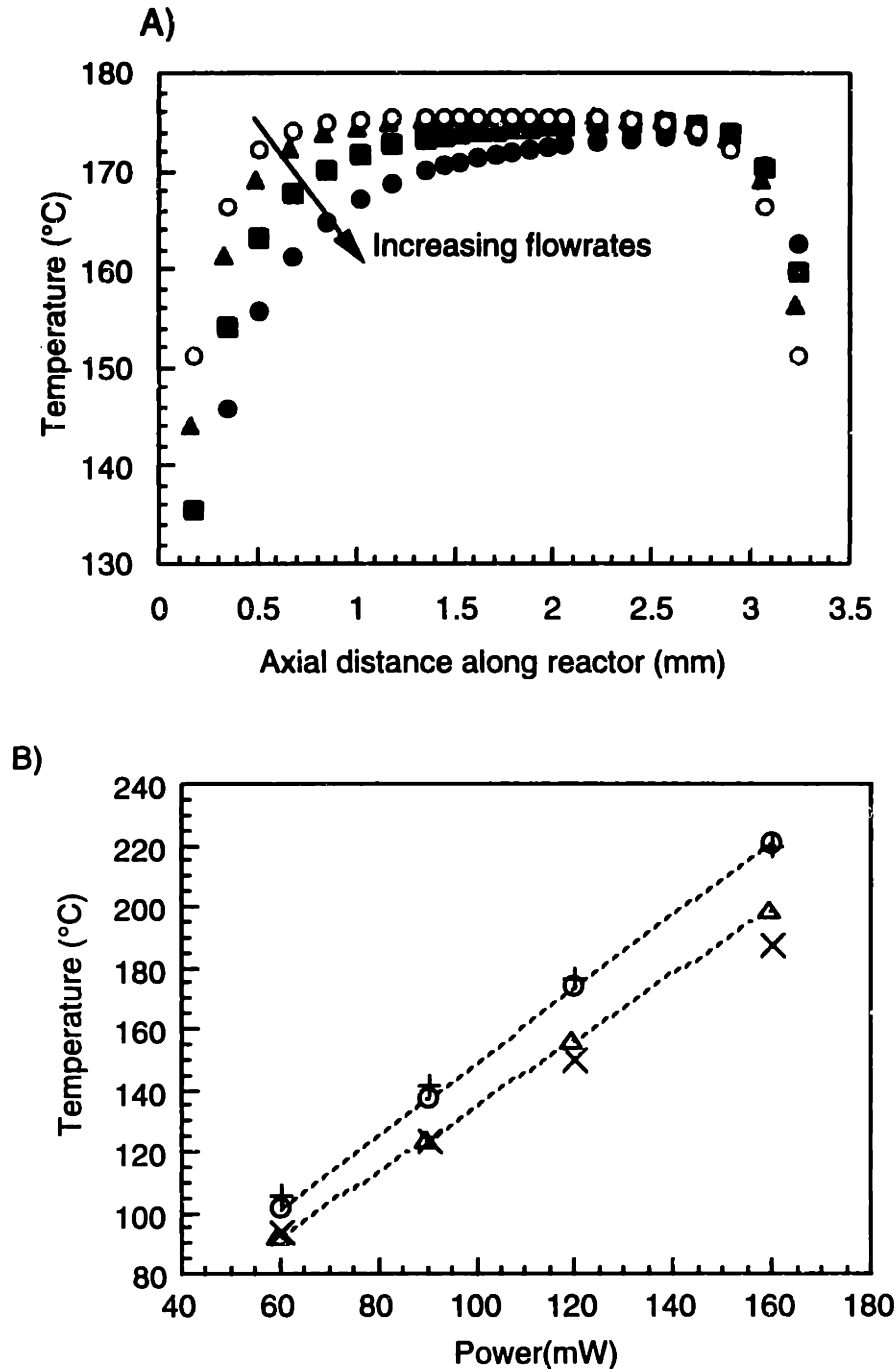 A)
180
170
160
150
140
130
Temperature (°C)
Increasing flowrates
0 0.5 1 1.5 2 2.5 3 3.5
Axial distance along reactor (mm)
B)
240
220
200
180
160
140
120
100
80
Temperature (°C)
40 60 80 100 120 140 160 180
Power(mW)